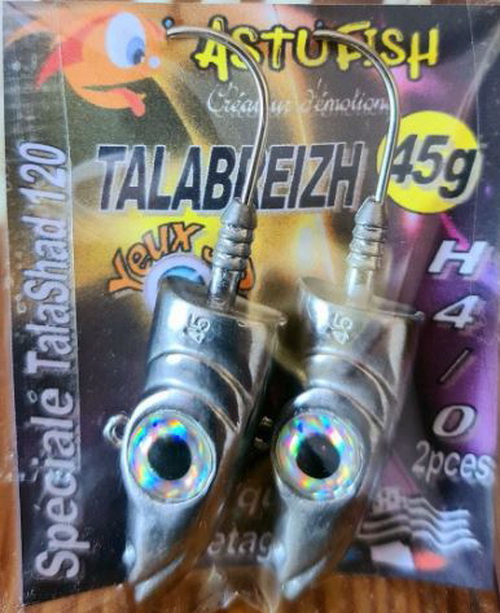 ASTUFISH
Créateur d'émotions
TALABREIZH
45g
Spéciale TalaShad 120
Yeux
H
4
/
0
2pces
45
45